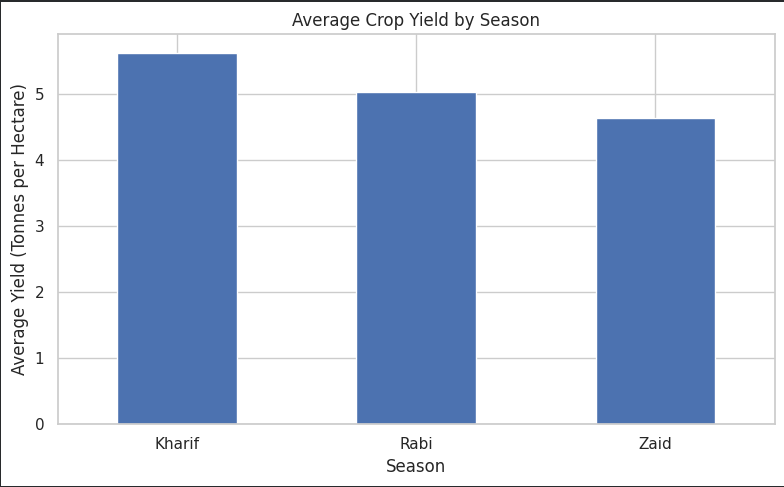 Average Crop Yield by Season
Average Yield (Tonnes per Hectare)
5
4
3
2
1
0
Kharif Rabi Zaid
Season